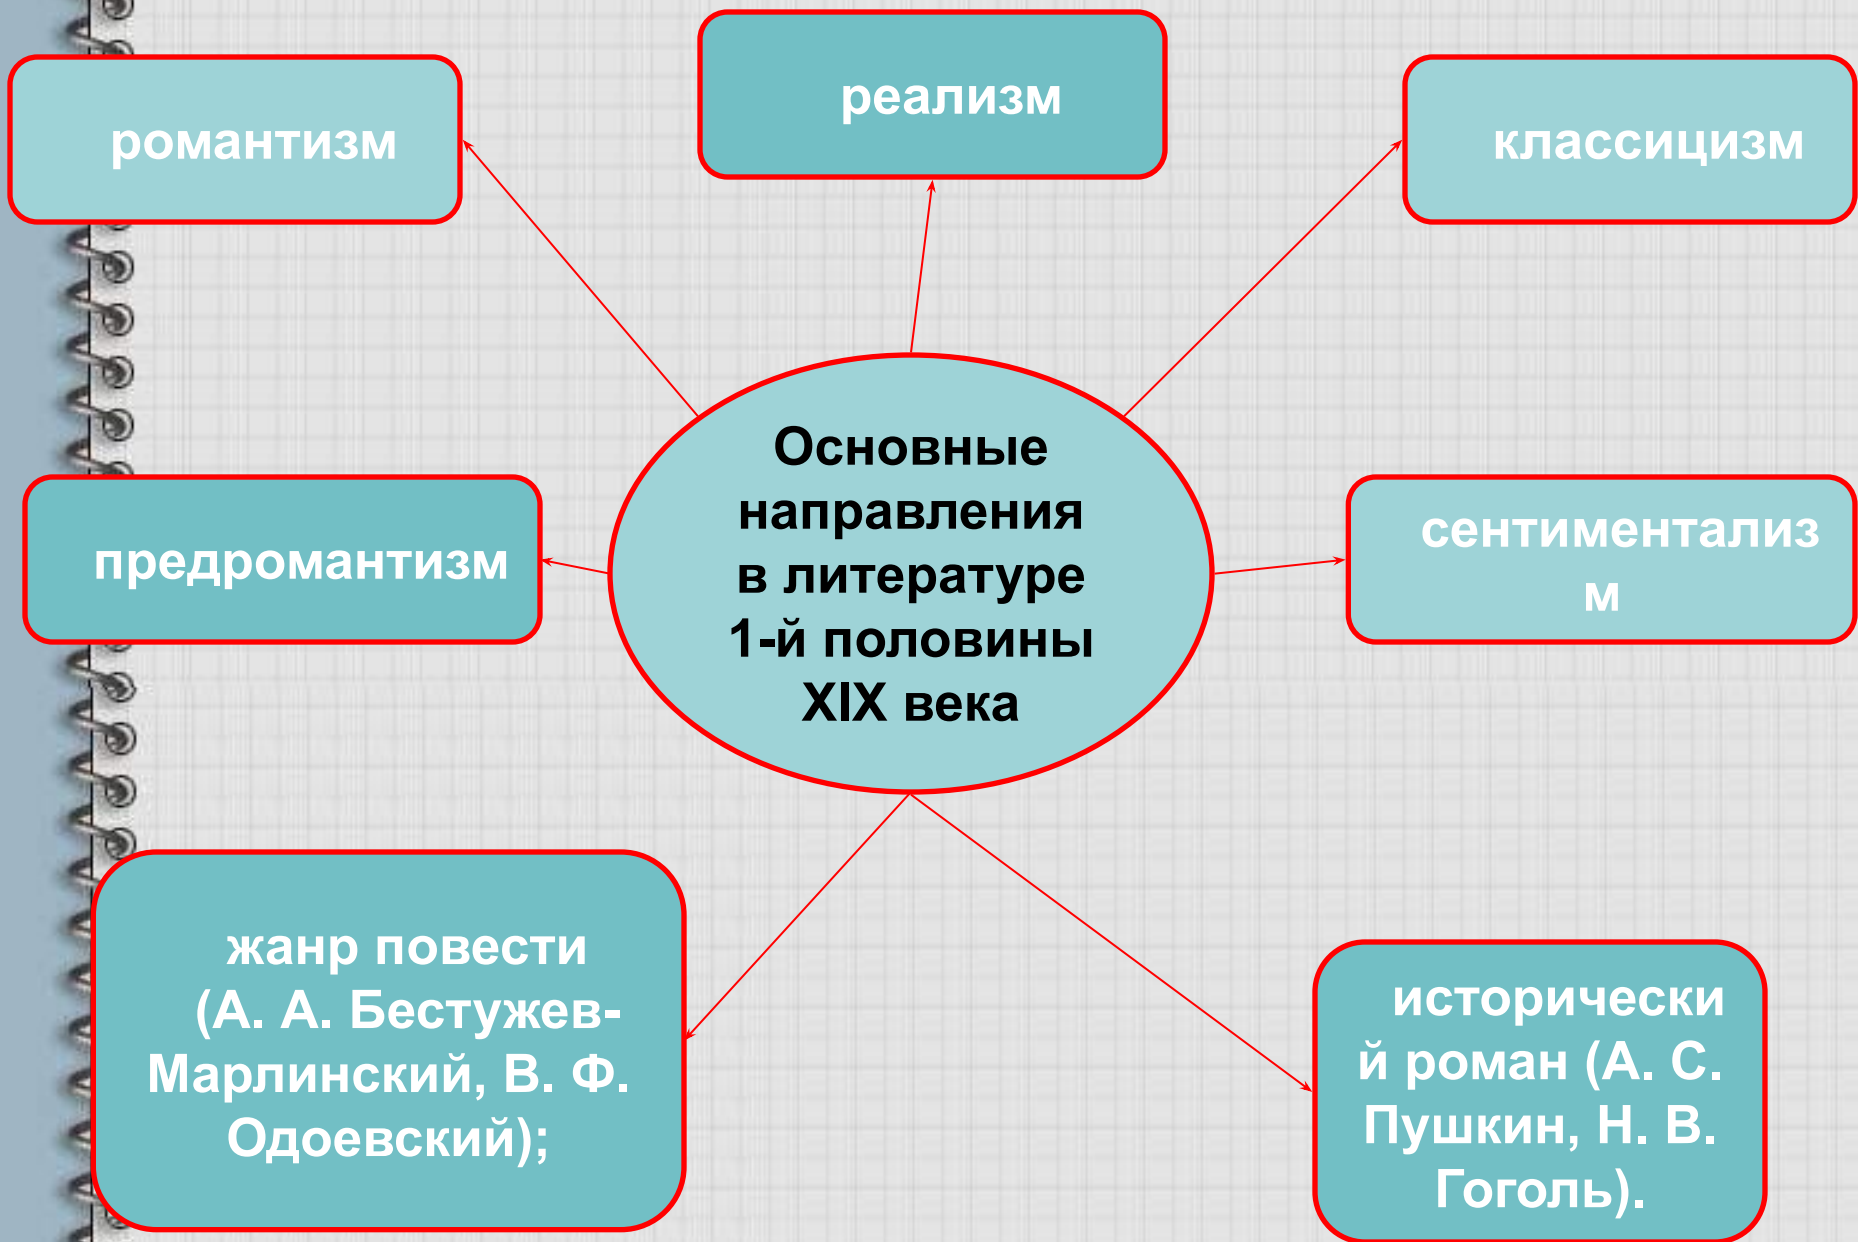 романтизм
реализм
классицизм
предромантизм
Основные
направления
в литературе
1-й половины
XIX века
сентиментализ
м
жанр повести
(А. А. Бестужев-
Марлинский, В. Ф.
Одоевский);
исторически
й роман (А. С.
Пушкин, Н. В.
Гоголь).